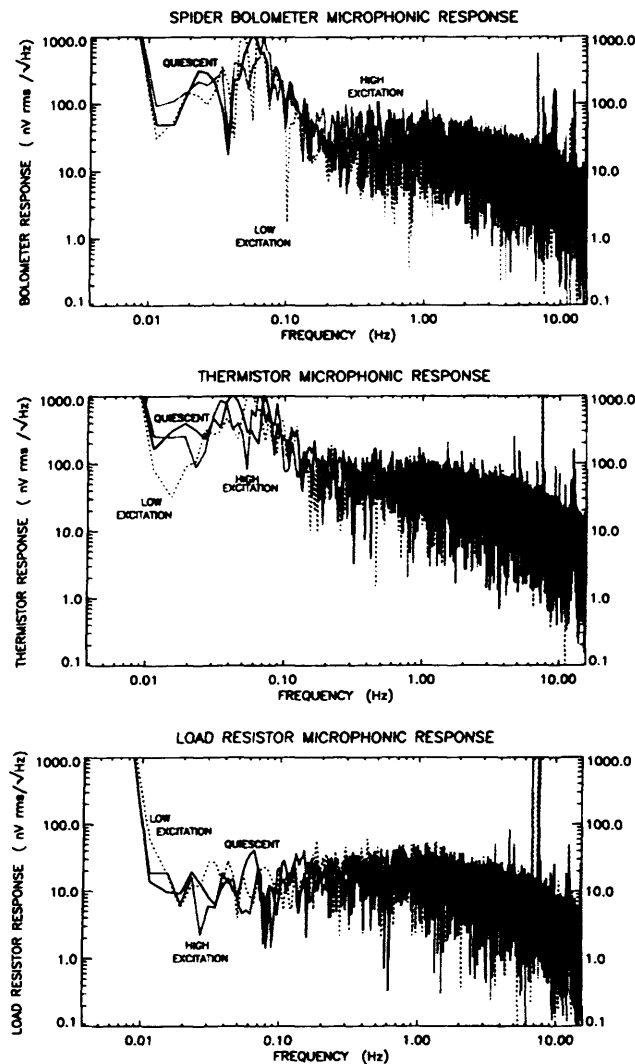 SPIDER BOLOMETER MICROPHONIC RESPONSE
BOLOMETER RESPONSE ( nV rms /√Hz)
1000.0
100.0
10.0
1.0
0.1
QUIESCENT
HIGH
EXCITATION
LOW
EXCITATION
1000.0
100.0
10.0
1.0
0.1
0.01 0.10 1.00 10.00
FREQUENCY (Hz)
THERMISTOR MICROPHONIC RESPONSE
THERMISTOR RESPONSE ( nV rms /√Hz)
1000.0
100.0
10.0
1.0
0.1
QUIESCENT
LOW
EXCITATION
HIGH
EXCITATION
1000.0
100.0
10.0
1.0
0.1
0.01 0.10 1.00 10.00
FREQUENCY (Hz)
LOAD RESISTOR MICROPHONIC RESPONSE
LOAD RESISTOR RESPONSE ( nV rms /√Hz)
1000.0
100.0
10.0
1.0
0.1
LOW
EXCITATION
QUIESCENT
HIGH
EXCITATION
1000.0
100.0
10.0
1.0
0.1
0.01 0.10 1.00 10.00
FREQUENCY (Hz)